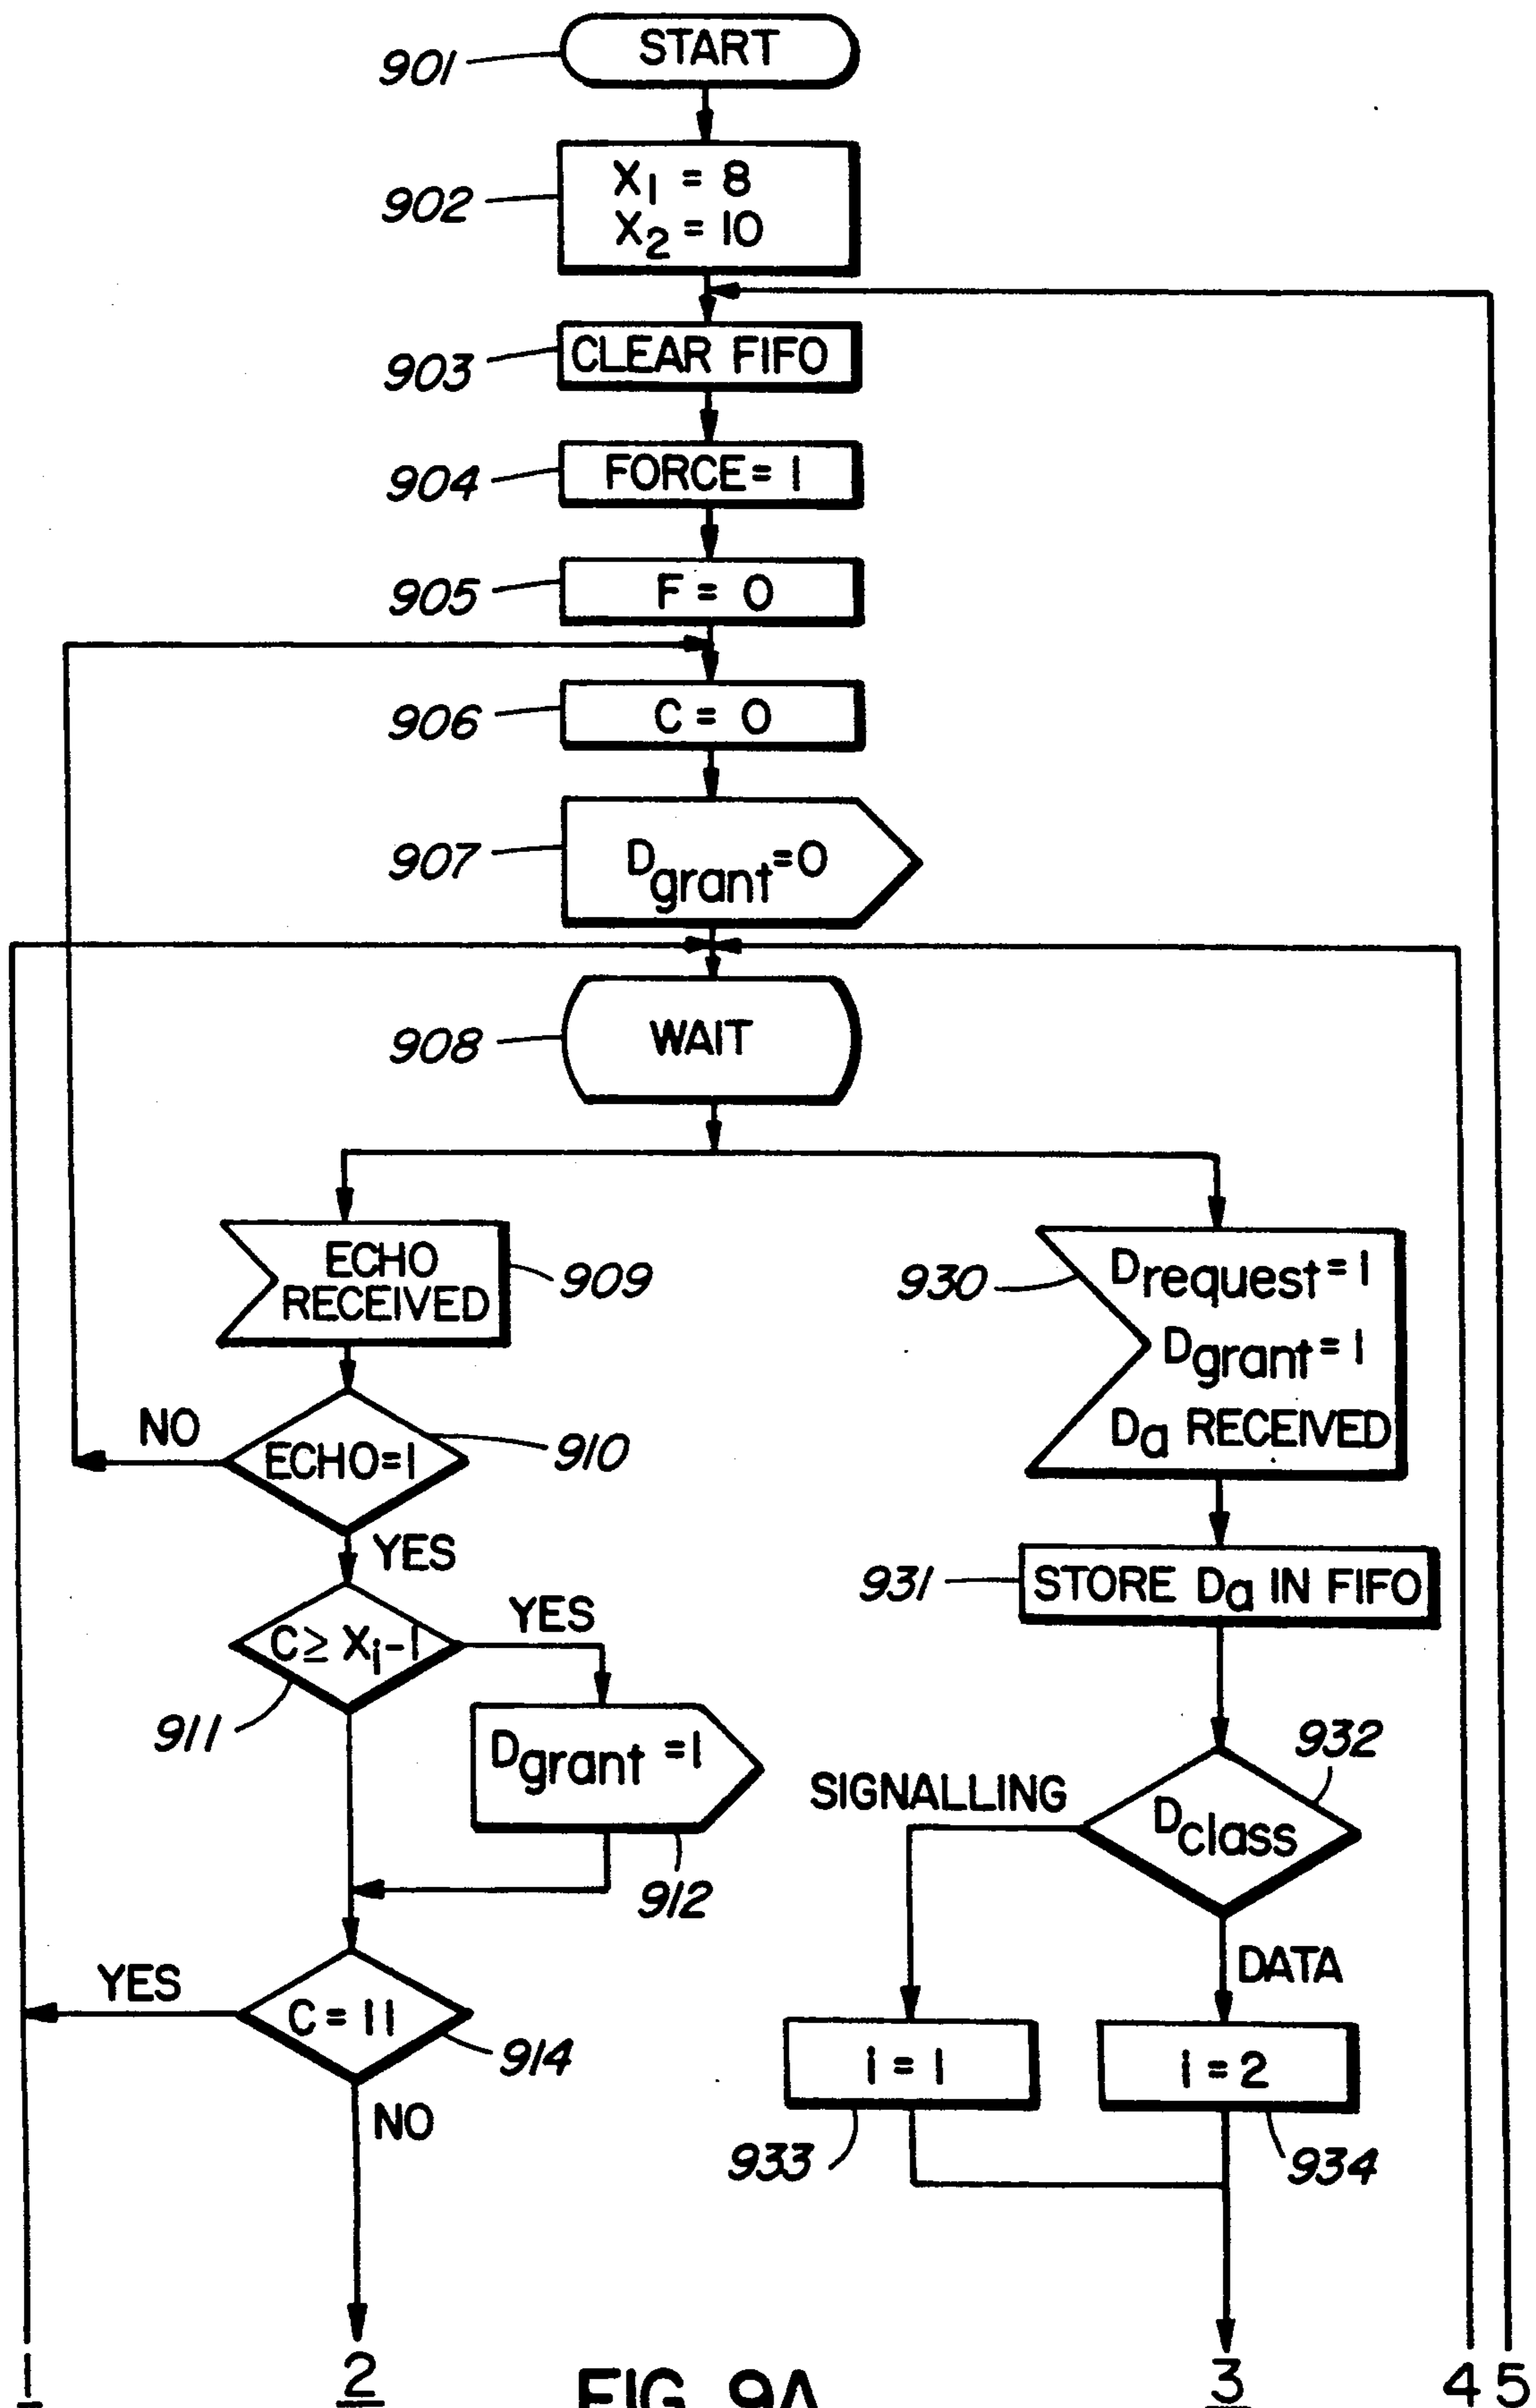 START
901
X1 = 8
902
X2 = 10
CLEAR FIFO
903
FORCE = 1
904
F = 0
905
C = 0
906
Dgrant = 0
907
WAIT
908
ECHO
RECEIVED
909
930
Drequest = 1
Dgrant = 1
Da RECEIVED
NO
ECHO=1
910
YES
931
STORE Da IN FIFO
C ≥ Xi - 1
YES
911
Dgrant = 1
912
932
SIGNALLING
Dclass
DATA
YES
C = 11
914
NO
i = 1
933
i = 2
934
1
2
FIG. 9A
3
4
5